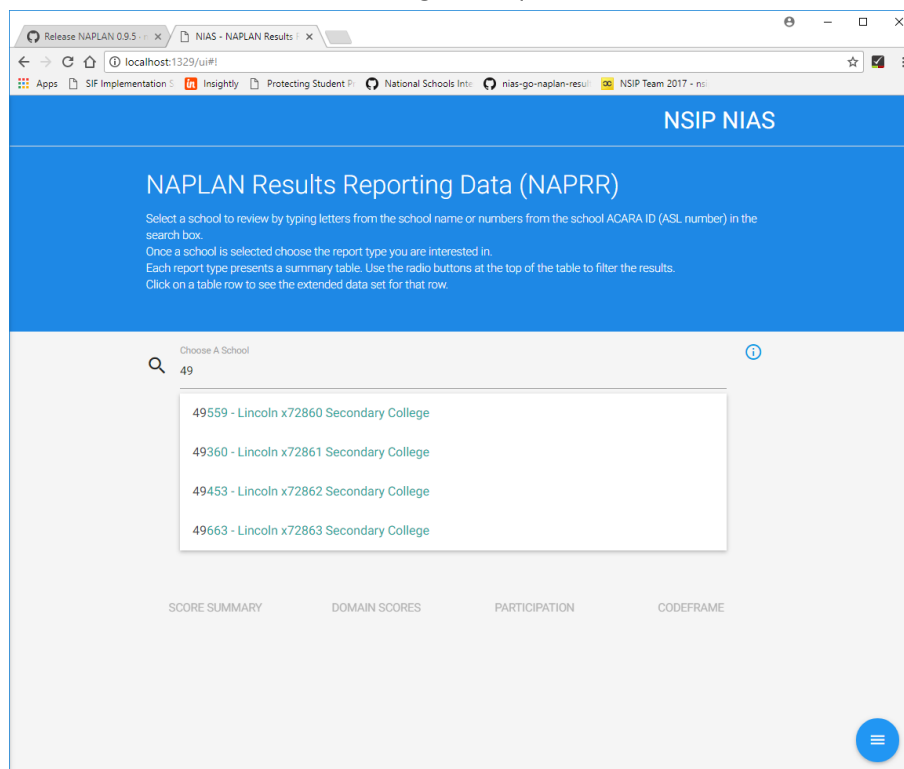 Release NAPLAN 0.9.5 · n
NIAS - NAPLAN Results F
localhost:1329/ui#!
Apps
SIF Implementation S
Insightly
Protecting Student Pr
National Schools Inte
nias-go-naplan-result
NSIP Team 2017 - nsi
NSIP NIAS
NAPLAN Results Reporting Data (NAPRR)
Select a school to review by typing letters from the school name or numbers from the school ACARA ID (ASL number) in the
search box.
Once a school is selected choose the report type you are interested in.
Each report type presents a summary table. Use the radio buttons at the top of the table to filter the results.
Click on a table row to see the extended data set for that row.
Choose A School
49
49559 - Lincoln x72860 Secondary College
49360 - Lincoln x72861 Secondary College
49453 - Lincoln x72862 Secondary College
49663 - Lincoln x72863 Secondary College
SCORE SUMMARY
DOMAIN SCORES
PARTICIPATION
CODEFRAME